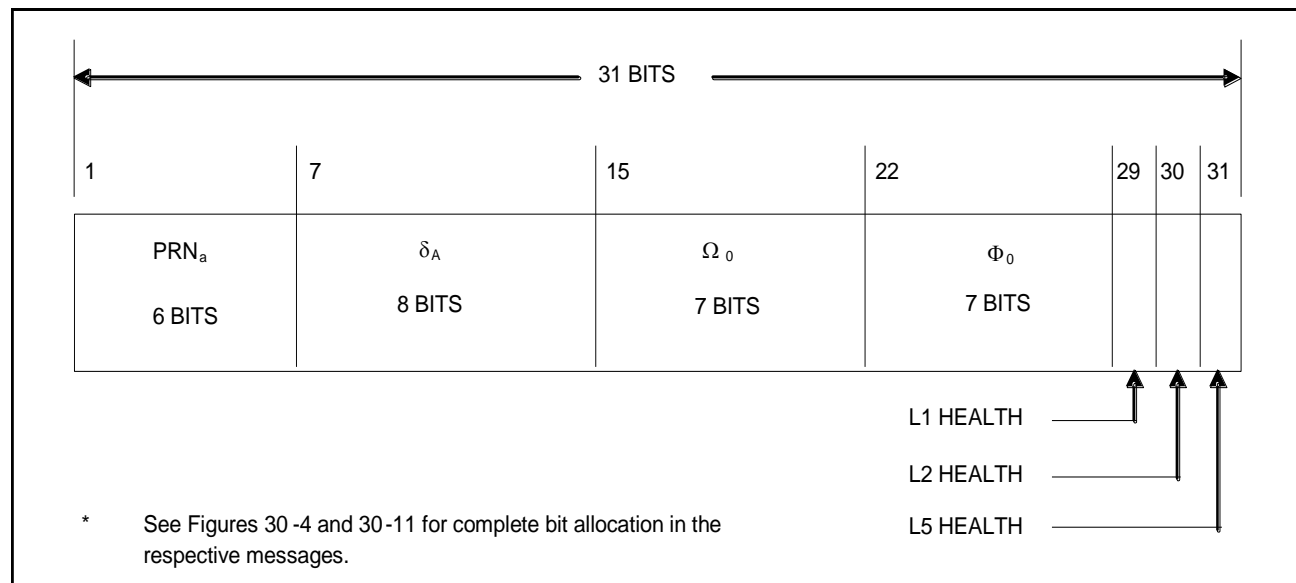 31 BITS
1 7 15 22 29 30 31
PRNa δA Ω 0 Φ0
6 BITS 8 BITS 7 BITS 7 BITS
L1 HEALTH
L2 HEALTH
L5 HEALTH
* See Figures 30 -4 and 30 -11 for complete bit allocation in the
respective messages.